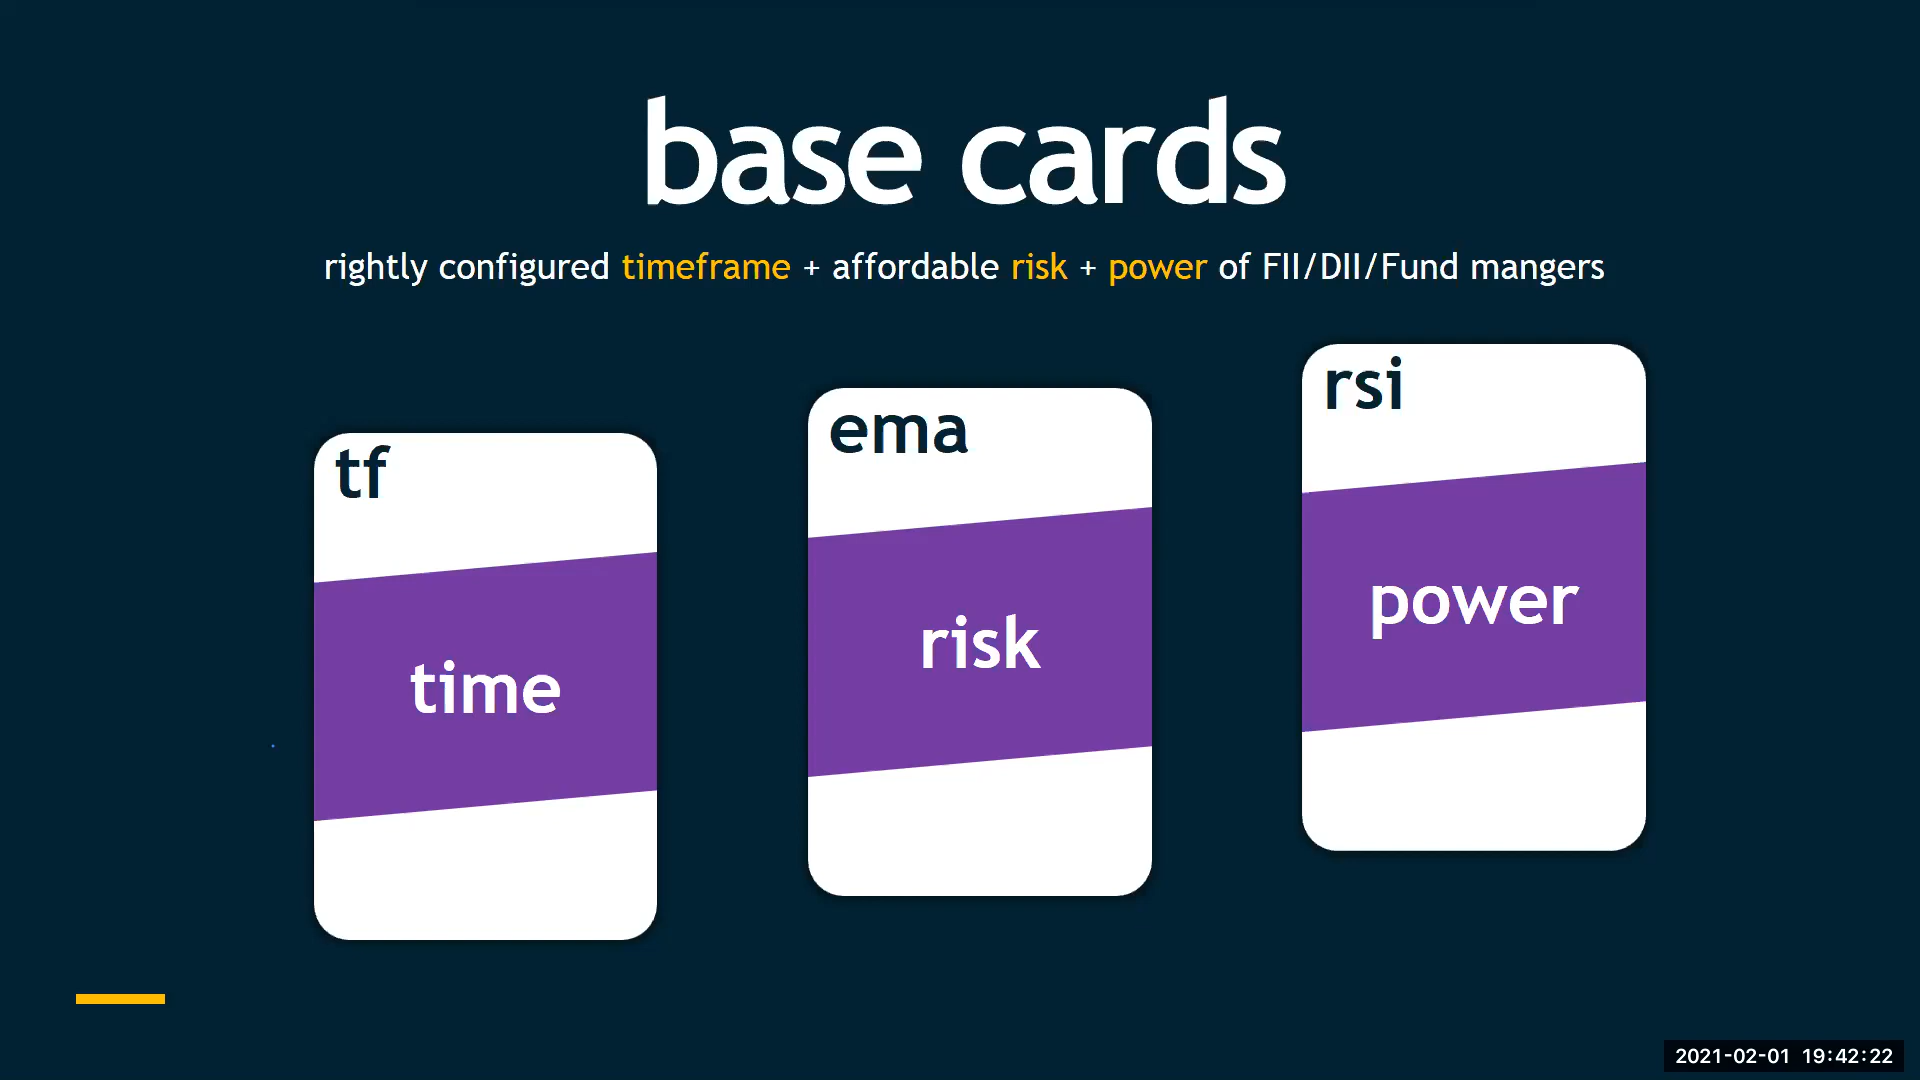 base cards
rightly configured timeframe + affordable risk + power of FII/DII/Fund mangers
tf
time
ema
risk
rsi
power
2021-02-01 19:42:22